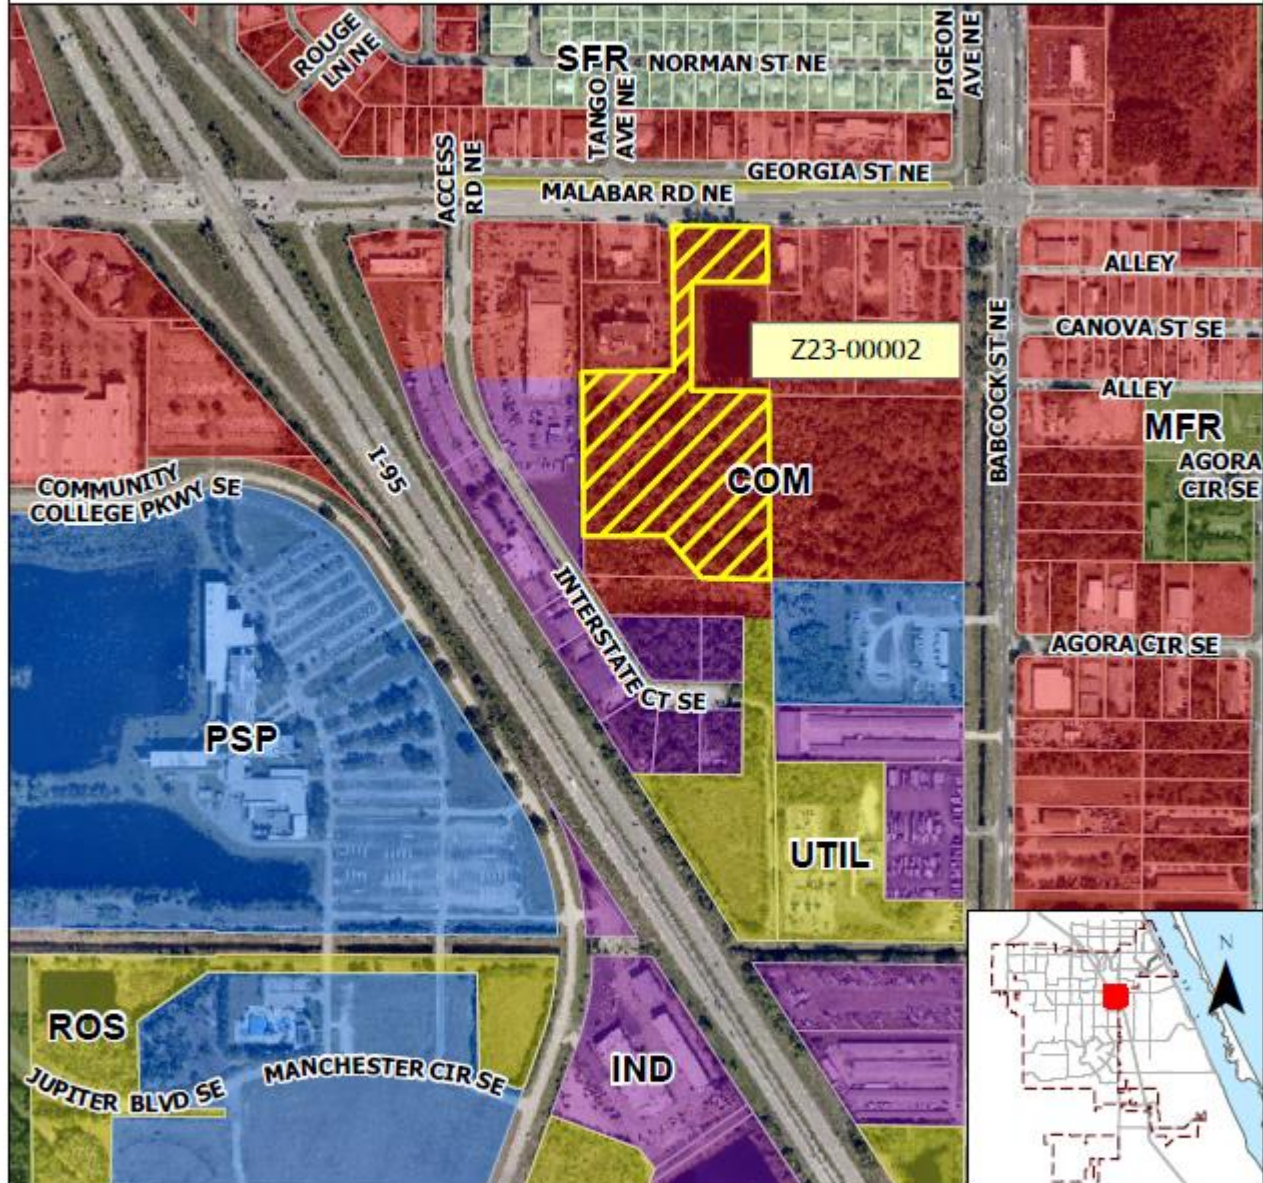 ROUGE
LN NE
SFR
NORMAN ST NE
PIGEON
AVE NE
TANGO
AVE NE
ACCESS
RD NE
GEORGIA ST NE
MALABAR RD NE
ALLEY
Z23-00002
CANOVA ST SE
BABCOCK ST NE
ALLEY
MFR
AGORA
CIR SE
I-95
COM
COMMUNITY
COLLEGE PKWY SE
INTERSTATE CT SE
AGORA CIR SE
PSP
UTIL
N
ROS
IND
MANCHESTER CIR SE
JUPITER BLVD SE